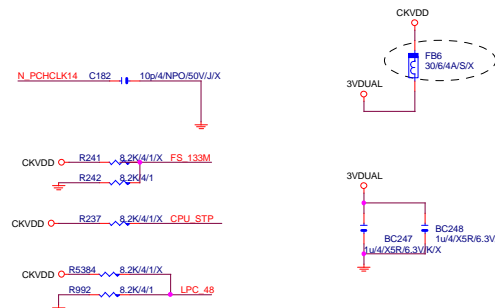 CKVDD
FB6
30/6/4A/S/X
3VDUAL
N_PCHCLK14 C182 10p/4/NPO/50V/J/X
CKVDD R241 8.2K/4/1/X FS_133M
R242 8.2K/4/1
CKVDD R237 8.2K/4/1/X CPU_STP
3VDUAL
BC247
1u/4/X5R/6.3V/K/X
BC248
1u/4/X5R/6.3V
CKVDD R5384 8.2K/4/1/X
R992 8.2K/4/1 LPC_48